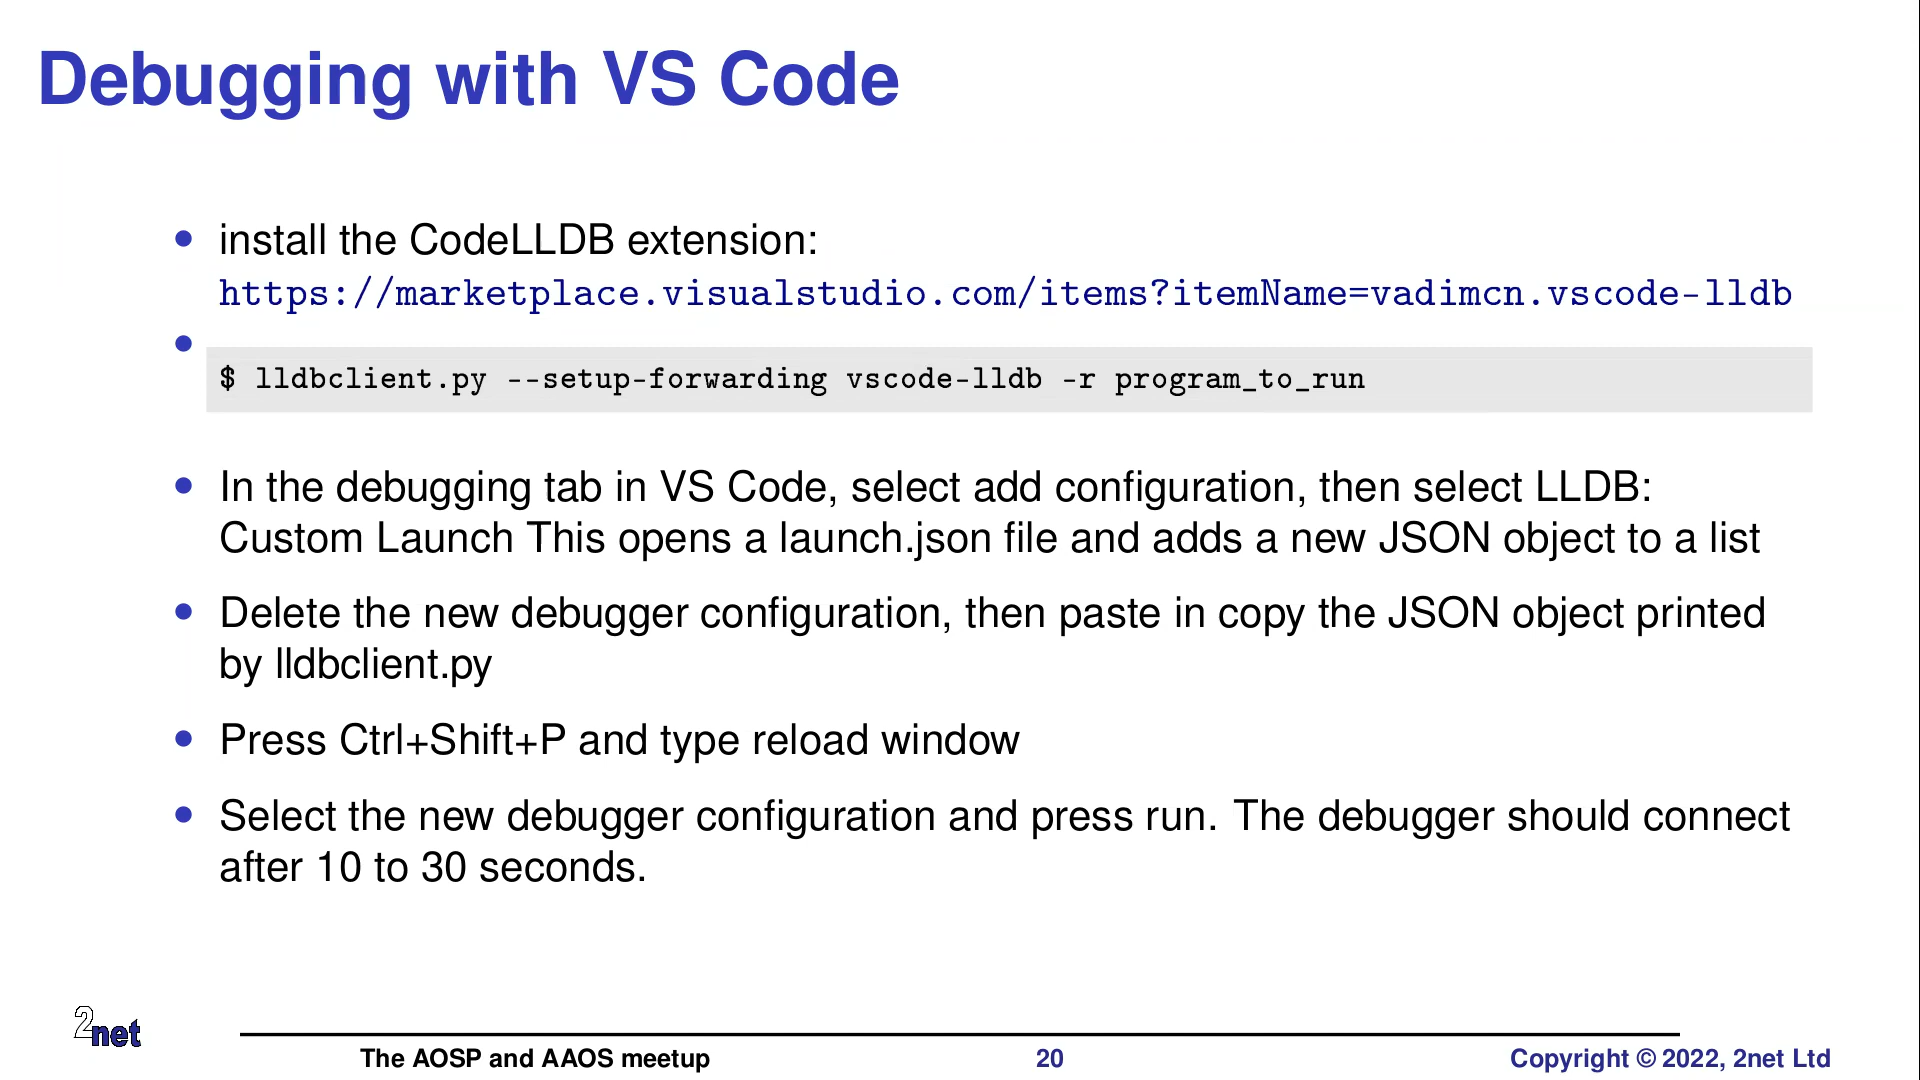 Debugging with VS Code
• install the CodeLLDB extension:
https://marketplace.visualstudio.com/items?itemName=vadimcn.vscode-lldb
•
$ lldbclient.py --setup-forwarding vscode-lldb -r program_to_run
• In the debugging tab in VS Code, select add configuration, then select LLDB:
Custom Launch This opens a launch.json file and adds a new JSON object to a list
• Delete the new debugger configuration, then paste in copy the JSON object printed
by lldbclient.py
• Press Ctrl+Shift+P and type reload window
• Select the new debugger configuration and press run. The debugger should connect
after 10 to 30 seconds.
2net
The AOSP and AAOS meetup 20 Copyright © 2022, 2net Ltd